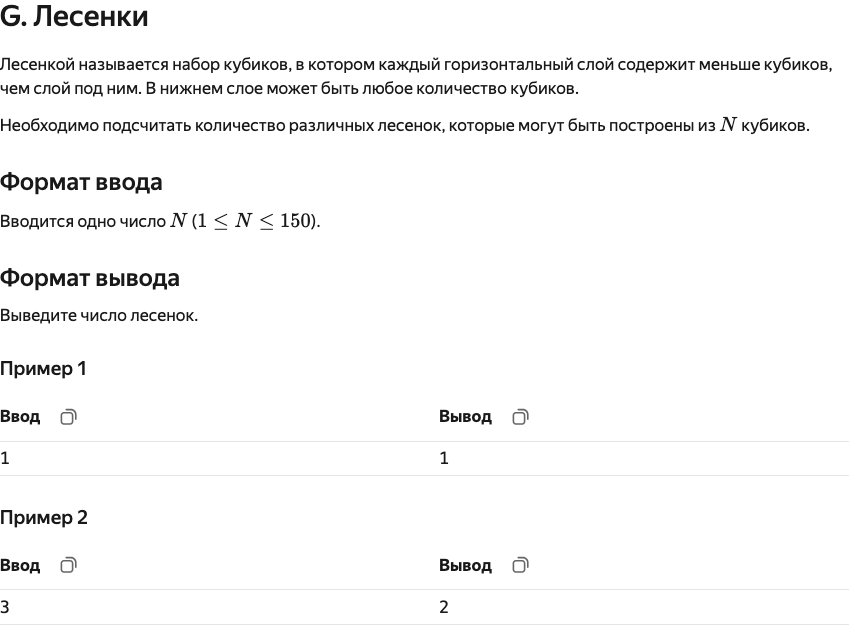 G. Лесенки
Лесенкой называется набор кубиков, в котором каждый горизонтальный слой содержит меньше кубиков,
чем слой под ним. В нижнем слое может быть любое количество кубиков.
Необходимо подсчитать количество различных лесенок, которые могут быть построены из N кубиков.
Формат ввода
Вводится одно число N (1 ≤ N ≤ 150).
Формат вывода
Выведите число лесенок.
Пример 1
Ввод Вывод
1 1
Пример 2
Ввод Вывод
3 2